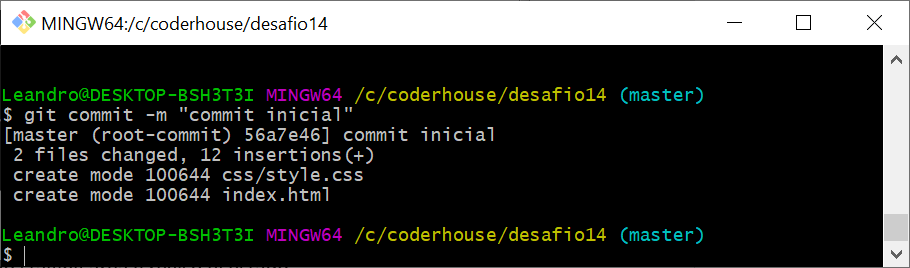 MINGW64:/c/coderhouse/desafio14
Leandro@DESKTOP-BSH3T3I MINGW64 /c/coderhouse/desafio14 (master)
$ git commit -m "commit inicial"
[master (root-commit) 56a7e46] commit inicial
 2 files changed, 12 insertions(+)
 create mode 100644 css/style.css
 create mode 100644 index.html
Leandro@DESKTOP-BSH3T3I MINGW64 /c/coderhouse/desafio14 (master)
$